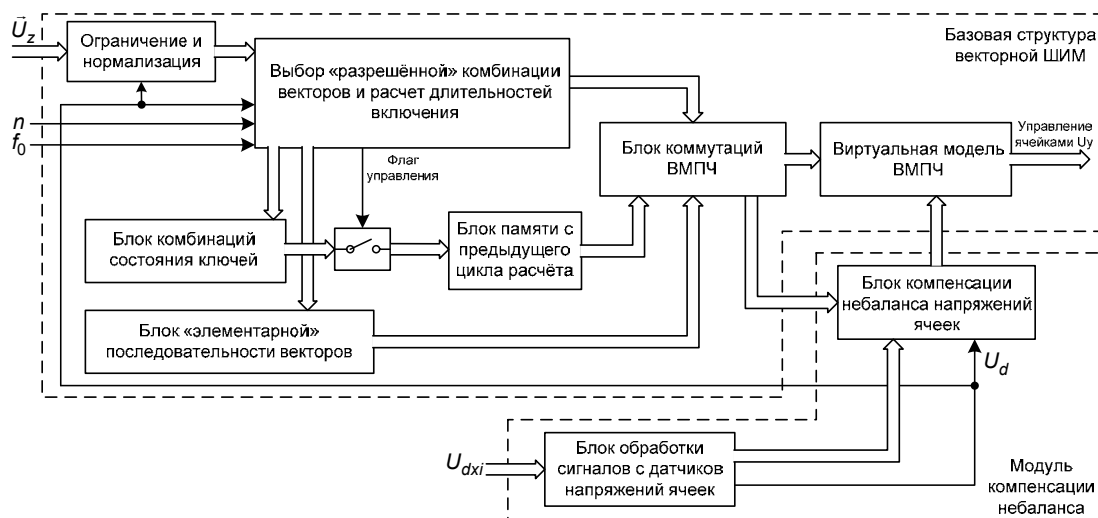 U⃗z
Ограничение и
нормализация
Базовая структура
векторной ШИМ
Выбор «разрешённой» комбинации
векторов и расчет длительностей
включения
n
f0
Флаг
управления
Блок коммутаций
ВМПЧ
Виртуальная модель
ВМПЧ
Управление
ячейками Uy
Блок комбинаций
состояния ключей
Блок памяти с
предыдущего
цикла расчёта
Блок компенсации
небаланса напряжений
ячеек
Блок «элементарной»
последовательности векторов
Ud
Udxi
Блок обработки
сигналов с датчиков
напряжений ячеек
Модуль
компенсации
небаланса